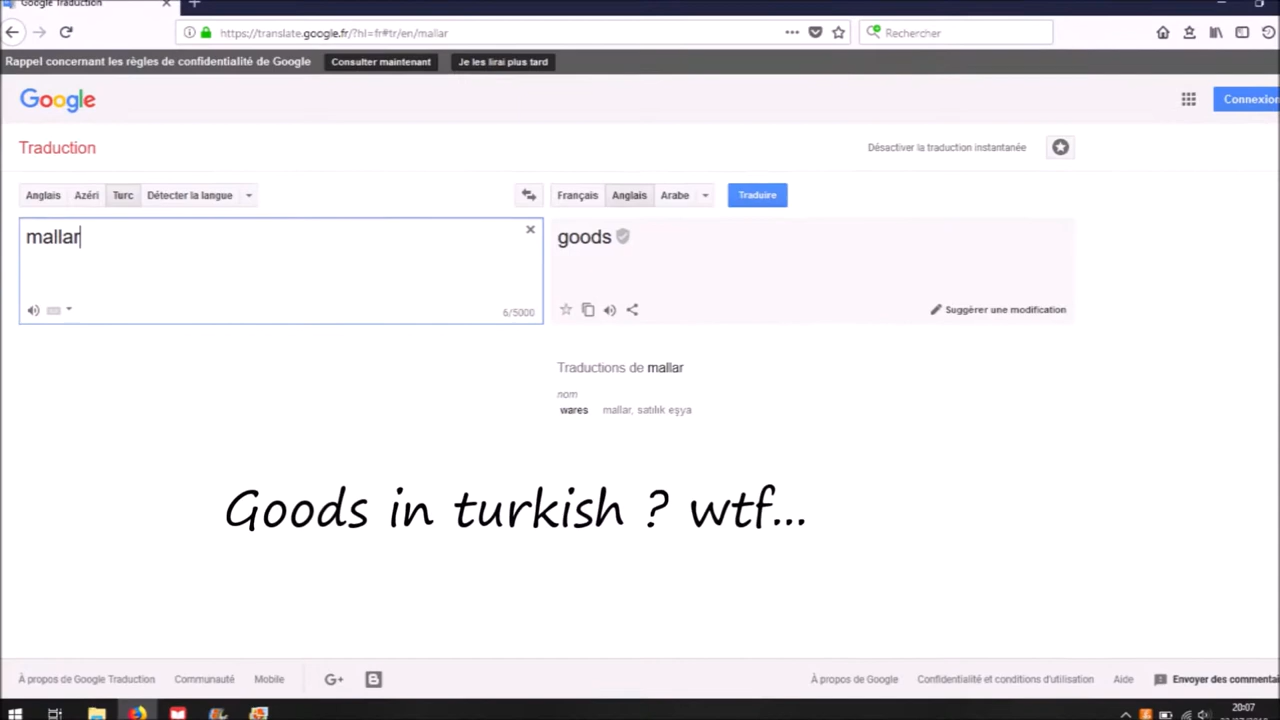 Google Traduction
https://translate.google.fr/?hl=fr#tr/en/mallar
Rechercher
Rappel concernant les règles de confidentialité de Google
Consulter maintenant
Je les lirai plus tard
Google
Connexion
Traduction
Désactiver la traduction instantanée
Anglais Azéri Turc Détecter la langue
Français Anglais Arabe
Traduire
mallar
goods
6/5000
Suggérer une modification
Traductions de mallar
nom
wares mallar, satılık eşya
Goods in turkish ? wtf...
À propos de Google Traduction Communauté Mobile G+
À propos de Google Confidentialité et conditions d'utilisation Aide Envoyer des commentai
20:07